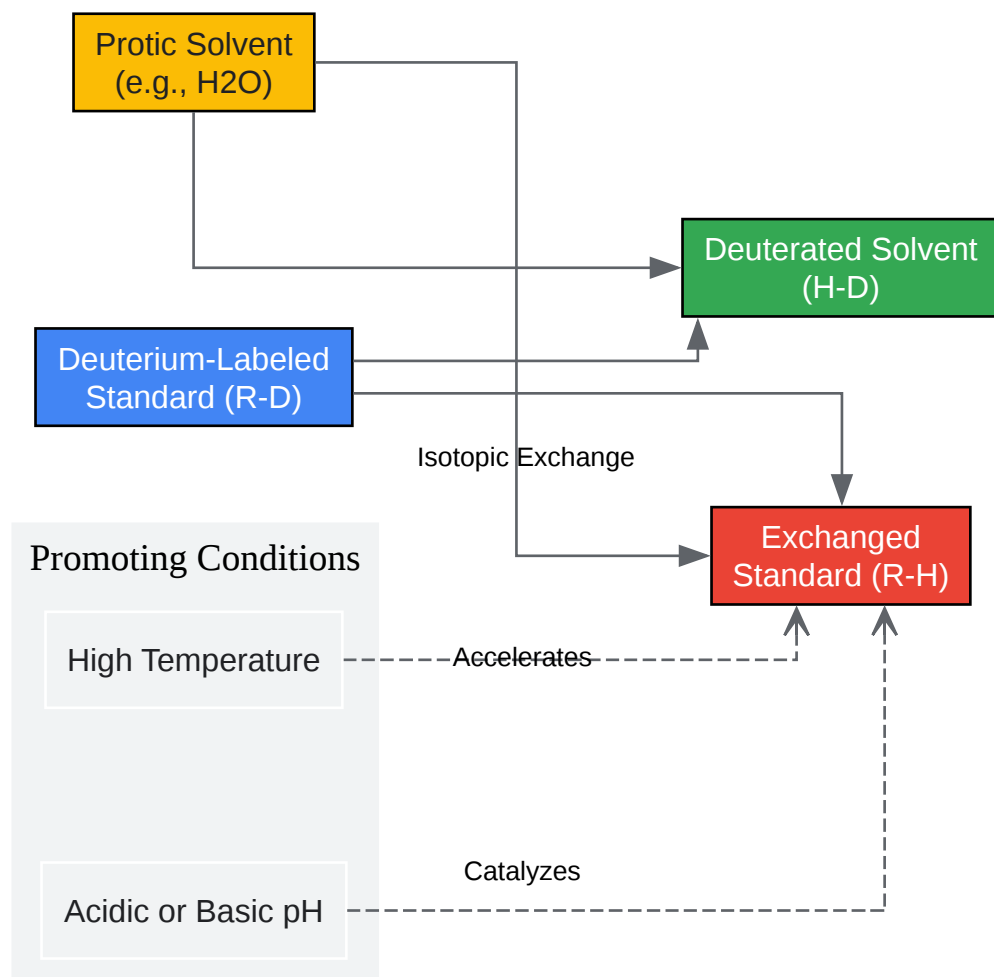 Protic Solvent
(e.g., H2O)
Deuterated Solvent
(H-D)
Deuterium-Labeled
Standard (R-D)
Isotopic Exchange
Exchanged
Standard (R-H)
Promoting Conditions
High Temperature
Accelerates
Catalyzes
Acidic or Basic pH